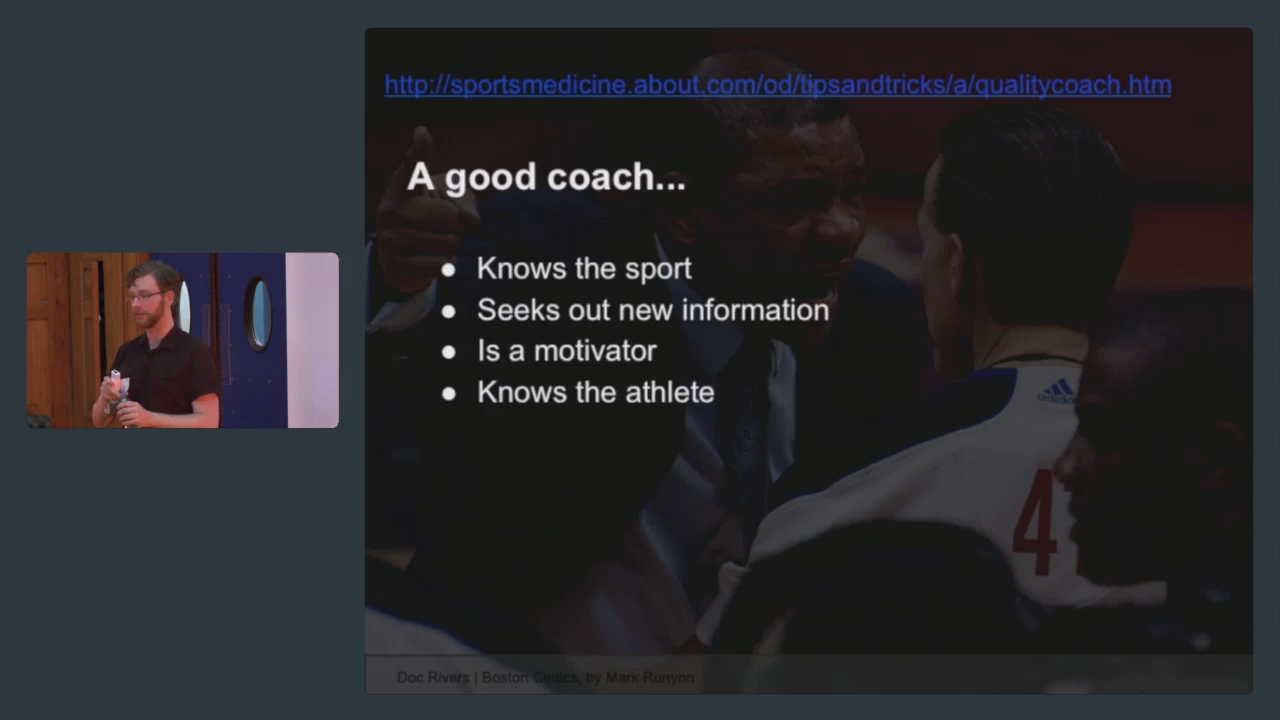 http://sportsmedicine.about.com/od/tipsandtricks/a/qualitycoach.htm
A good coach...
● Knows the sport
● Seeks out new information
● Is a motivator
● Knows the athlete
adidas
4
Doc Rivers | Boston Celtics, by Mark Runyon